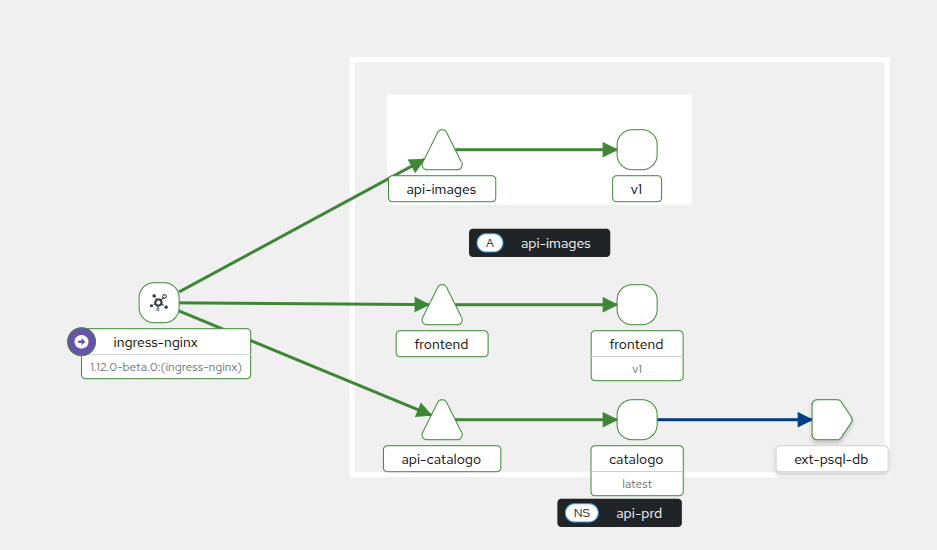 api-images
v1
A api-images
ingress-nginx
1.12.0-beta.0:(ingress-nginx)
frontend
frontend
v1
api-catalogo
catalogo
latest
ext-psql-db
NS api-prd